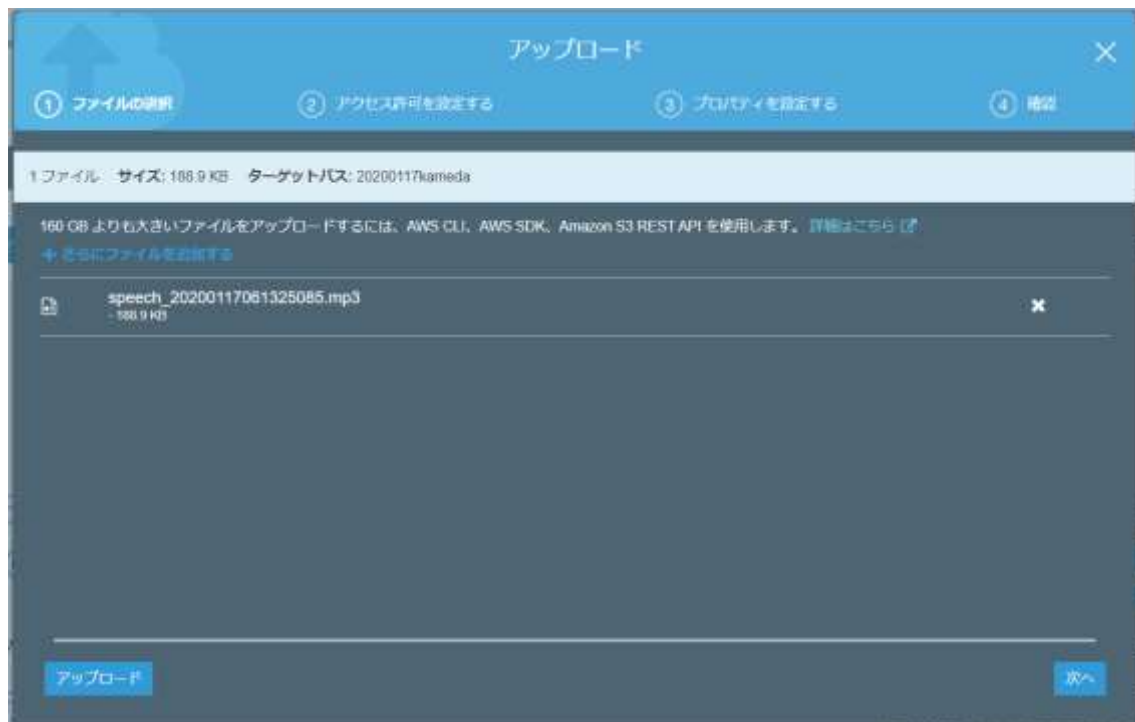 アップロード
① ファイルの選択 ② アクセス許可を設定する ③ プロパティを設定する ④ 確認
1 ファイル サイズ: 188.9 KB ターゲットパス: 20200117kameda
160 GB よりも大きいファイルをアップロードするには、AWS CLI、AWS SDK、Amazon S3 REST API を使用します。 詳細はこちら
+ さらにファイルを追加する
speech_20200117061325085.mp3
- 188.9 KB
アップロード 次へ